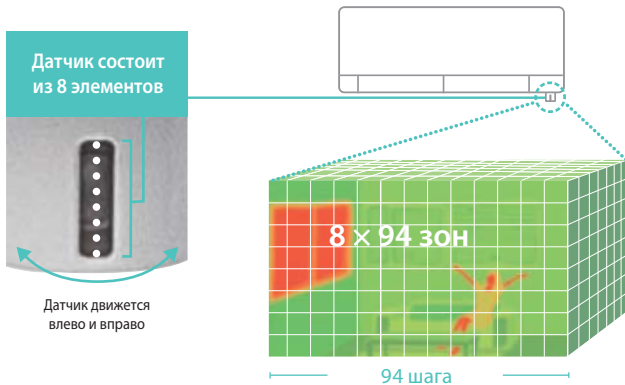 Датчик состоит
из 8 элементов
8 × 94 зон
Датчик движется
влево и вправо
94 шага